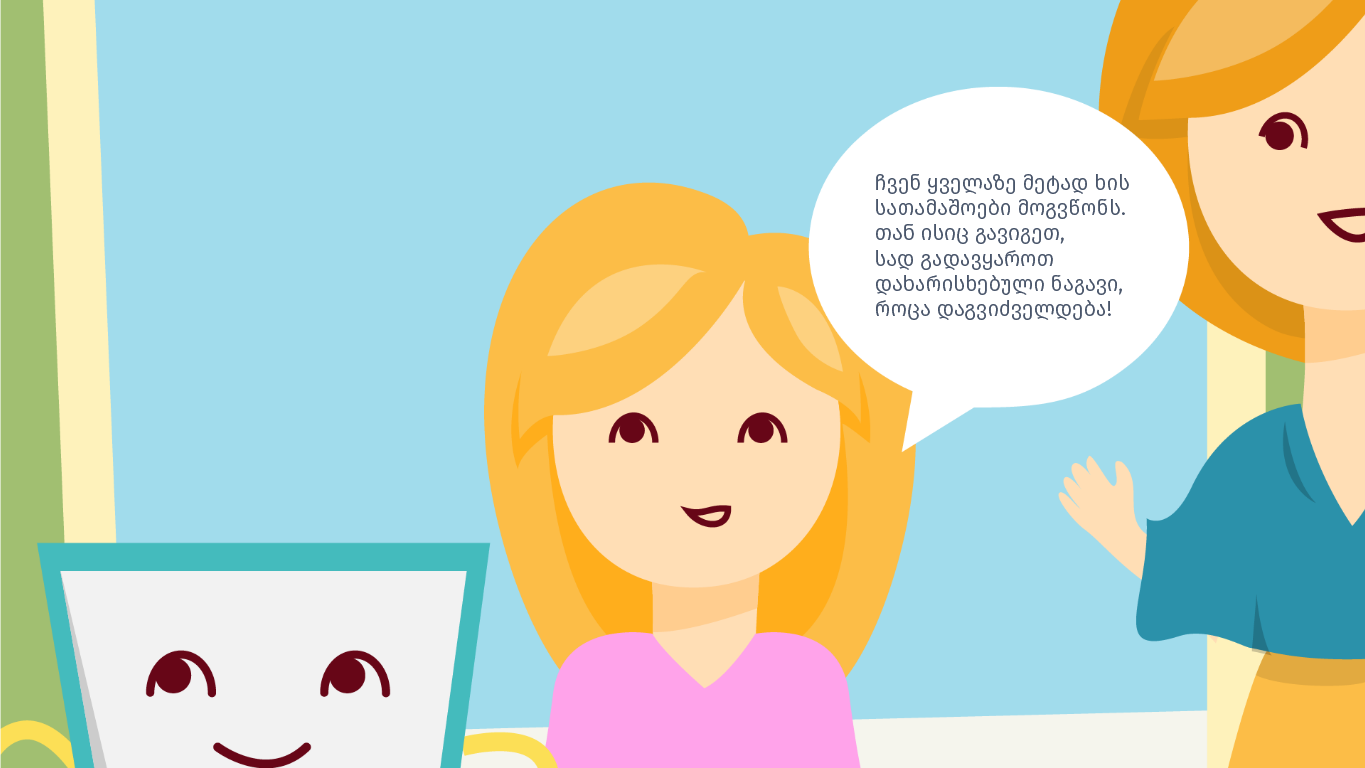 ჩვენ ყველაზე მეტად ხის
სათამაშოები მოგვწონს.
თან ისიც გავიგეთ,
სად გადავყაროთ
დახარისხებული ნაგავი,
როცა დაგვიძველდება!